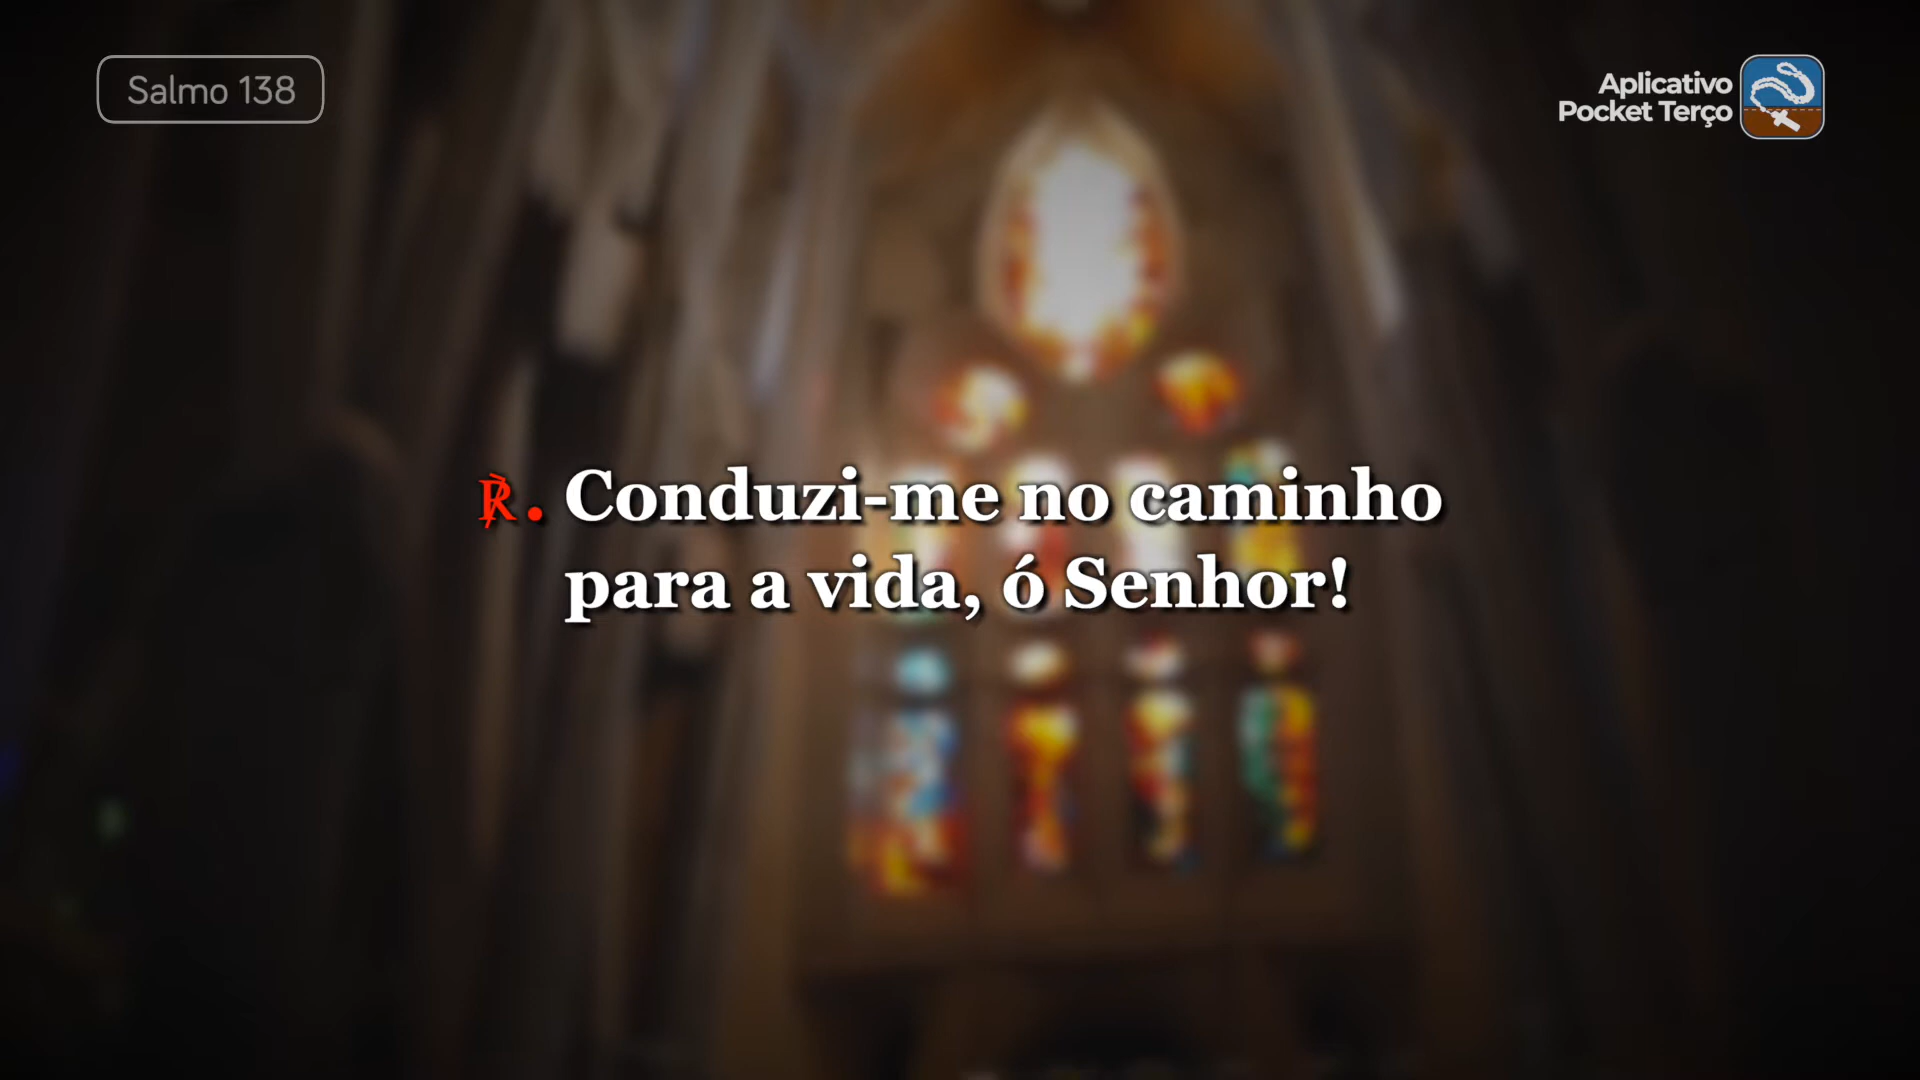 Salmo 138
Aplicativo
Pocket Terço
℟. Conduzi-me no caminho
para a vida, ó Senhor!